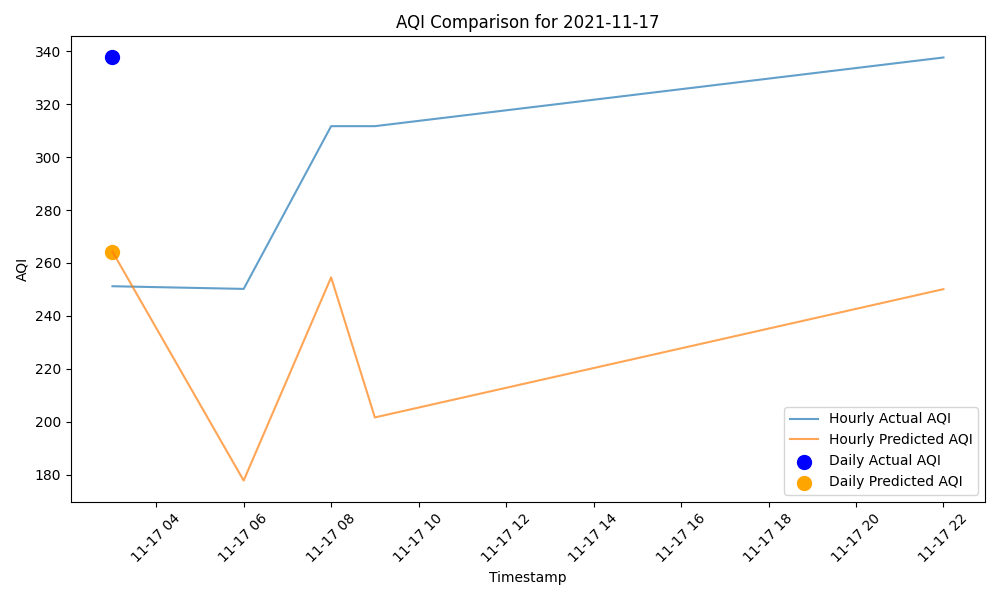 AQI Comparison for 2021-11-17
340
320
300
280
260
240
220
200
180
AQI
11-17 04
11-17 06
11-17 08
11-17 10
11-17 12
11-17 14
11-17 16
11-17 18
11-17 20
11-17 22
Timestamp
Hourly Actual AQI
Hourly Predicted AQI
Daily Actual AQI
Daily Predicted AQI